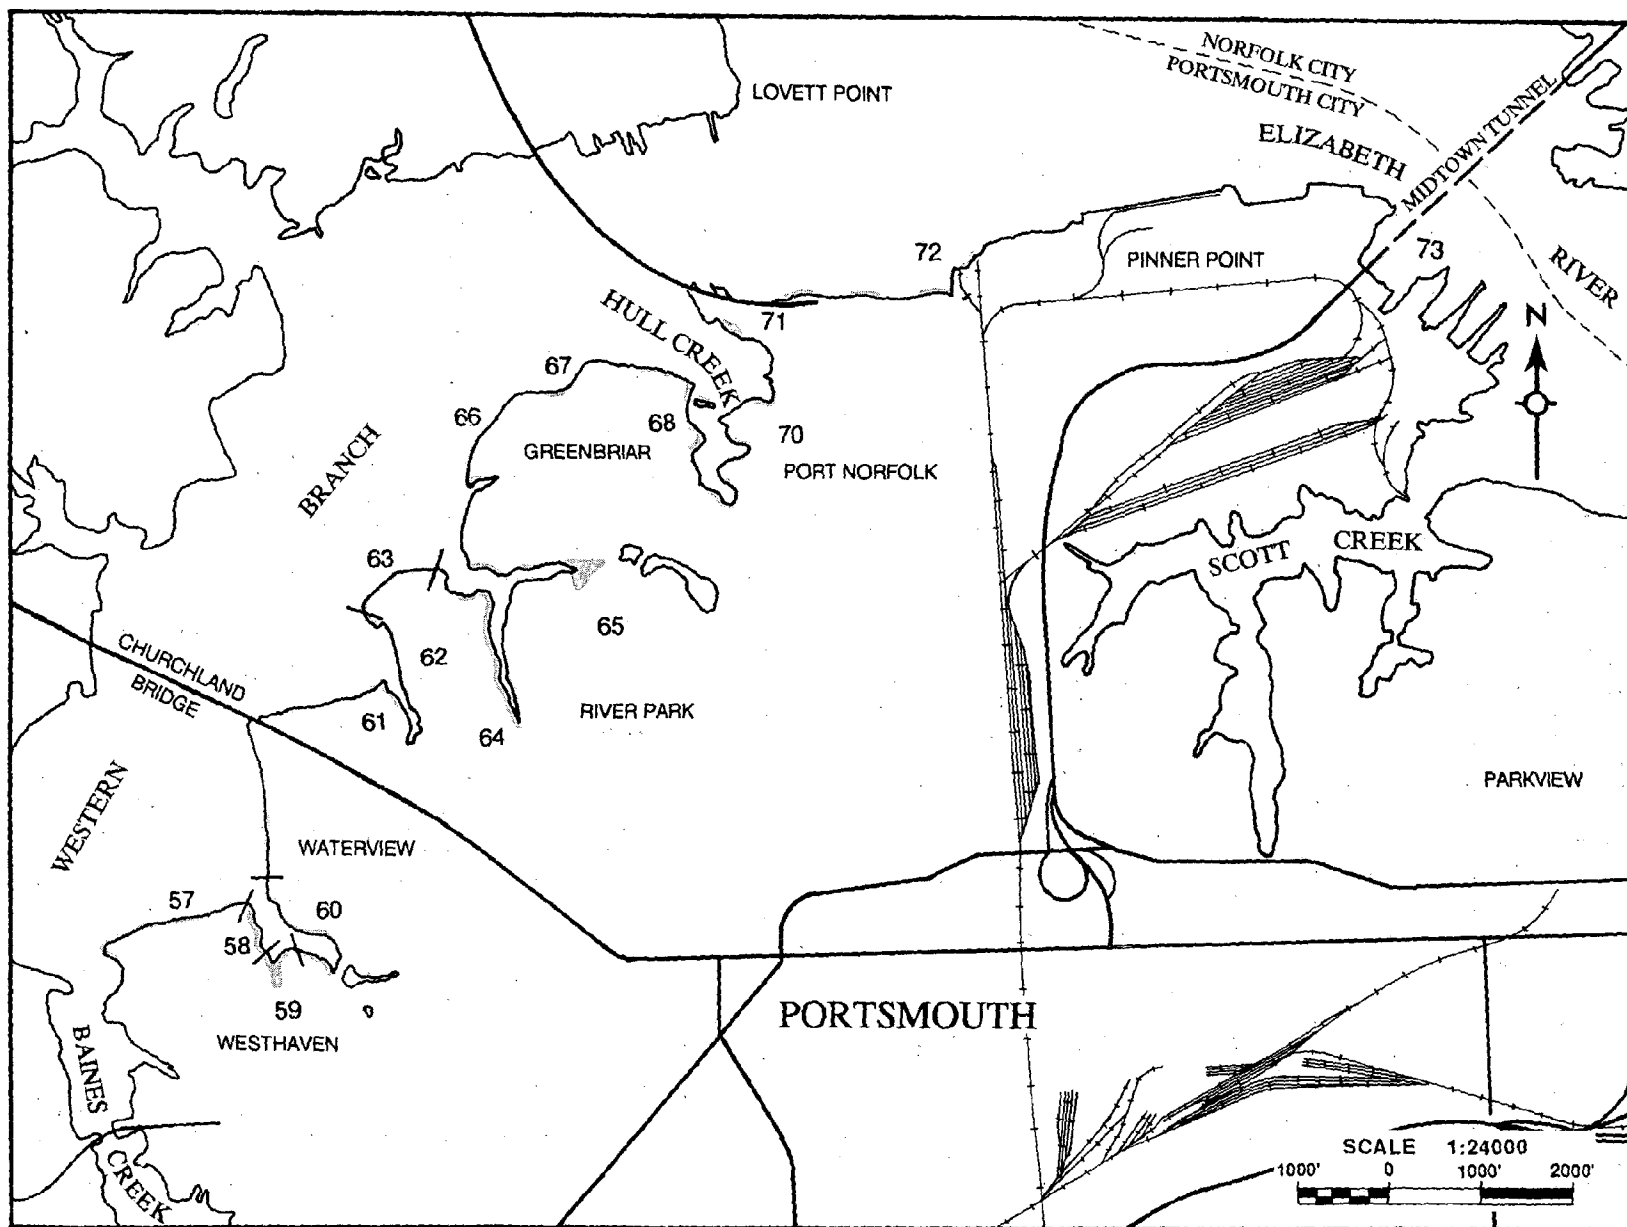 NORFOLK CITY
PORTSMOUTH CITY
LOVETT POINT
MIDTOWN TUNNEL
ELIZABETH
RIVER
72
73
PINNER POINT
N
HULL CREEK
71
67
66
68
70
GREENBRIAR
PORT NORFOLK
BRANCH
SCOTT CREEK
63
65
62
CHURCHLAND
BRIDGE
61
64
RIVER PARK
PARKVIEW
WESTERN
WATERVIEW
57
60
58
59
WESTHAVEN
PORTSMOUTH
BAINES
CREEK
SCALE 1:24000
1000' 0 1000' 2000'